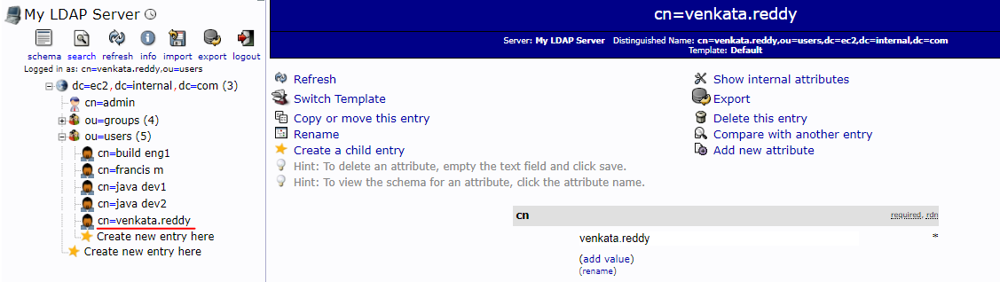 My LDAP Server
schema search refresh info import export logout
Logged in as: cn=venkata.reddy,ou=users
dc=ec2,dc=internal,dc=com (3)
cn=admin
ou=groups (4)
ou=users (5)
cn=build eng1
cn=francis m
cn=java dev1
cn=java dev2
cn=venkata.reddy
Create new entry here
Create new entry here
cn=venkata.reddy
Server: My LDAP Server Distinguished Name: cn=venkata.reddy,ou=users,dc=ec2,dc=internal,dc=com
Template: Default
Refresh
Switch Template
Copy or move this entry
Rename
Create a child entry
Hint: To delete an attribute, empty the text field and click save.
Hint: To view the schema for an attribute, click the attribute name.
Show internal attributes
Export
Delete this entry
Compare with another entry
Add new attribute
cn required, rdn
venkata.reddy *
(add value)
(rename)